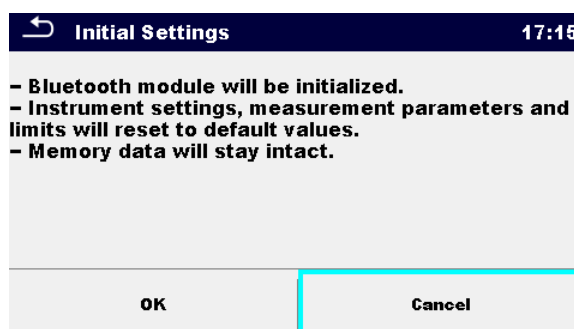 Initial Settings 17:15
– Bluetooth module will be initialized.
– Instrument settings, measurement parameters and
limits will reset to default values.
– Memory data will stay intact.
OK Cancel